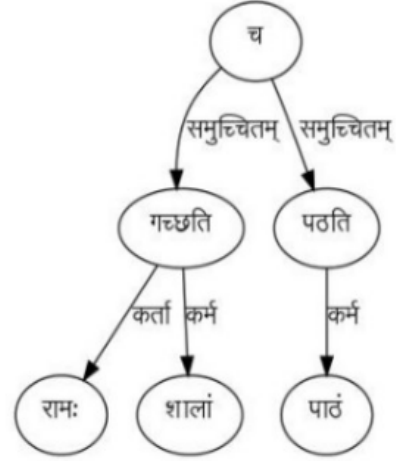 च
समुच्चितम् समुच्चितम्
गच्छति पठति
कर्ता कर्म कर्म
रामः शालां पाठं